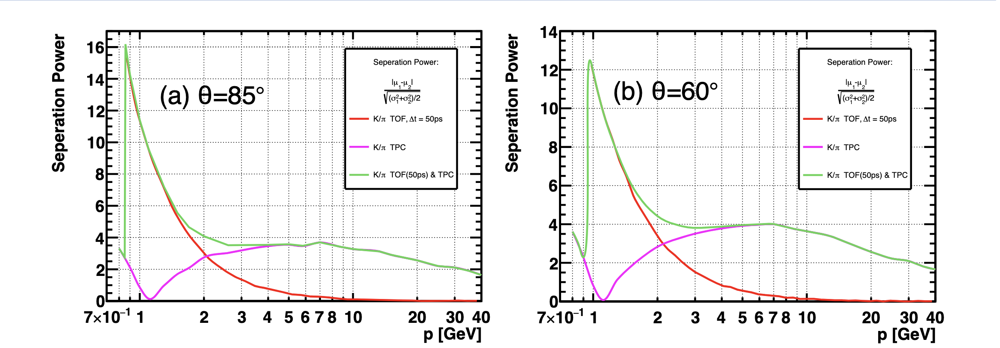 Seperation Power
16
14
12
10
8
6
4
2
0
(a) θ=85°
Seperation Power:
|μ₁-μ₂|
√(σ₁²+σ₂²)/2
K/π TOF, Δt = 50ps
K/π TPC
K/π TOF(50ps) & TPC
7×10⁻¹ 1 2 3 4 5 6 7 8 10 20 30 40
p [GeV]
Seperation Power
14
12
10
8
6
4
2
0
(b) θ=60°
Seperation Power:
|μ₁-μ₂|
√(σ₁²+σ₂²)/2
K/π TOF, Δt = 50ps
K/π TPC
K/π TOF(50ps) & TPC
7×10⁻¹ 1 2 3 4 5 6 7 8 10 20 30 40
p [GeV]